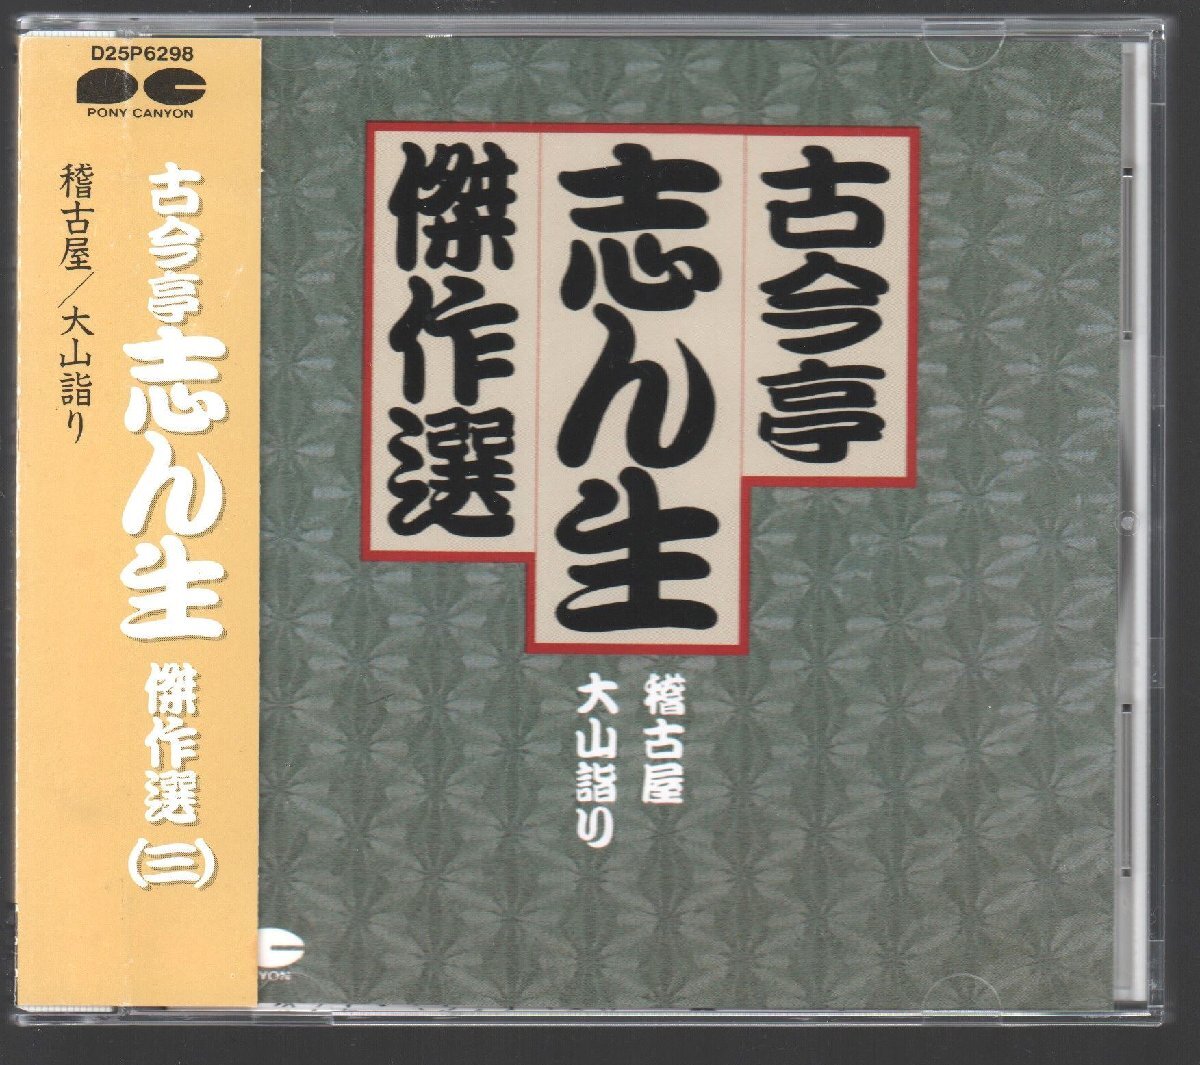 D25P6298
PONY CANYON
古今亭 志ん生 傑作選 (三)
稽古屋／大山詣り
古今亭
志ん生
傑作選
稽古屋
大山詣り